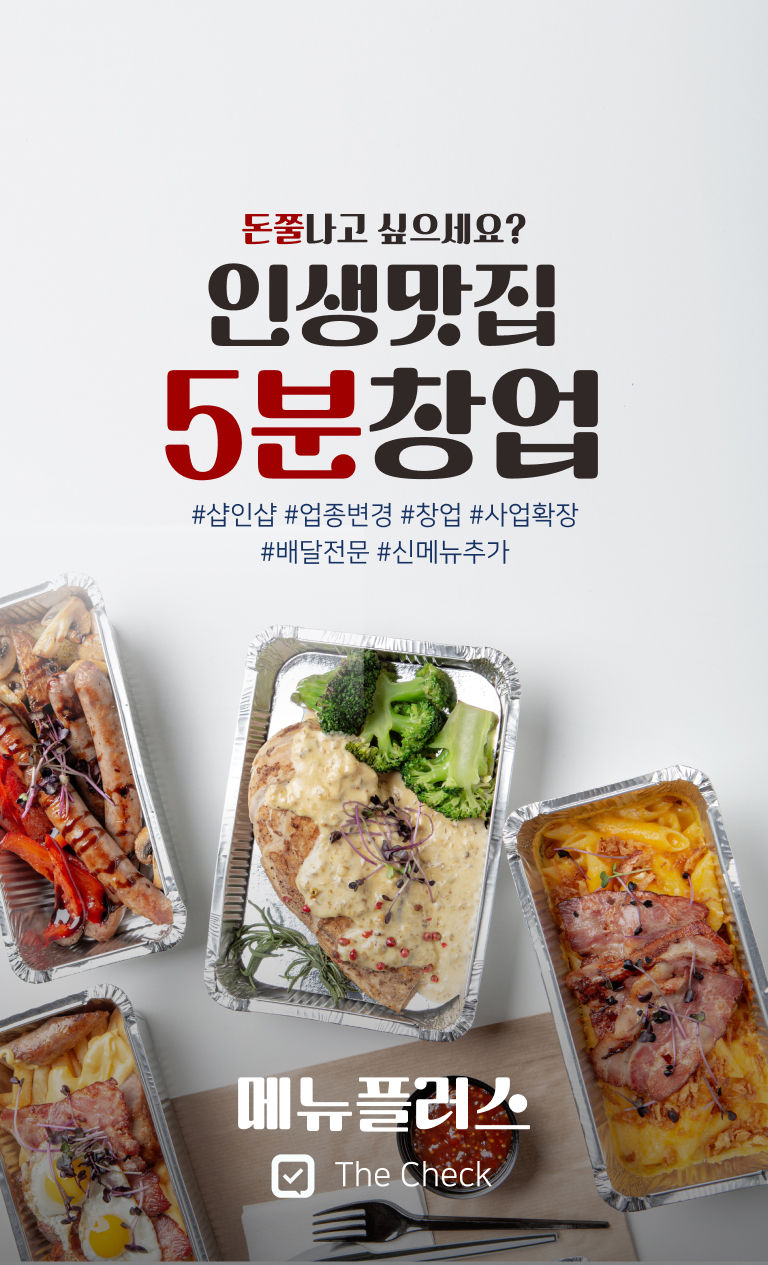 돈쭐나고 싶으세요?
인생맛집
5분창업
#샵인샵 #업종변경 #창업 #사업확장
#배달전문 #신메뉴추가
메뉴플러스
The Check